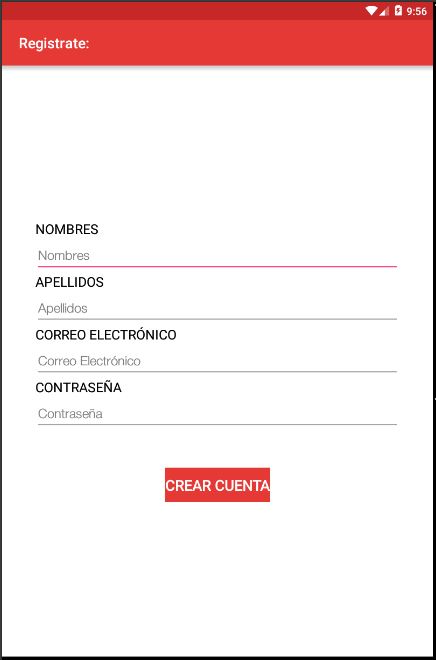 9:56
Registrate:
NOMBRES
Nombres
APELLIDOS
Apellidos
CORREO ELECTRÓNICO
Correo Electrónico
CONTRASEÑA
Contraseña
CREAR CUENTA